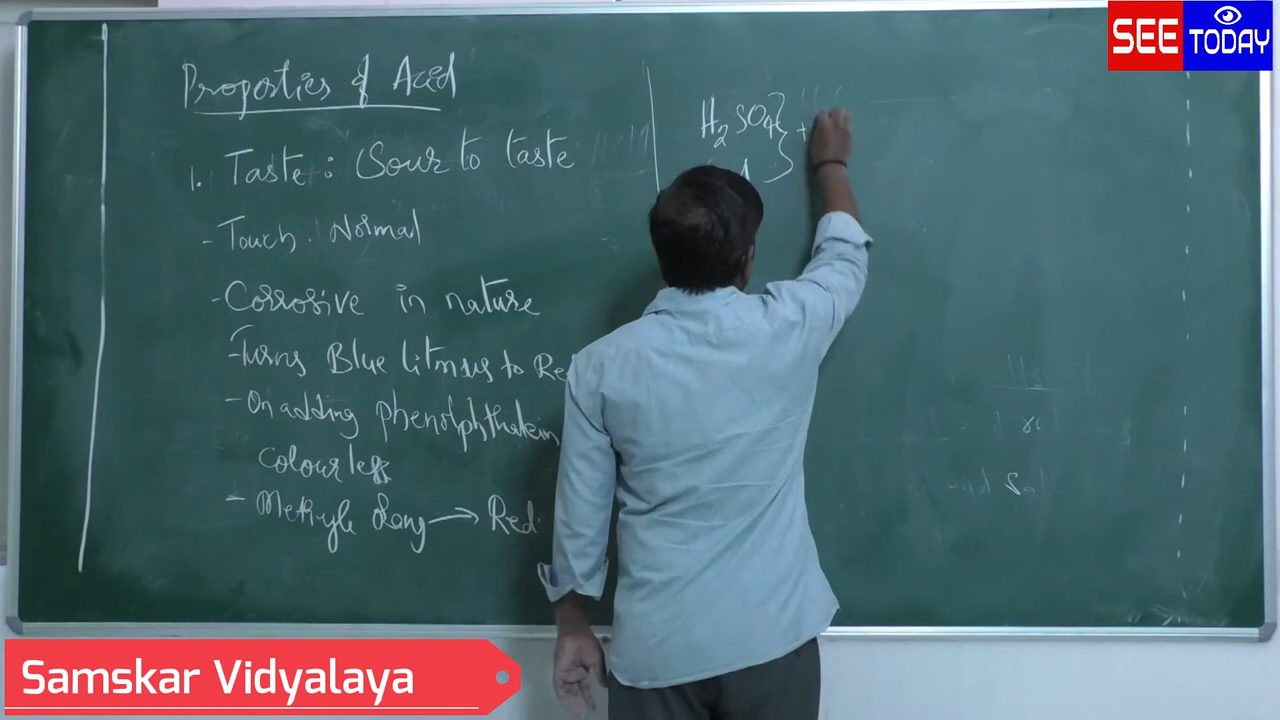 SEE TODAY
Properties of Acid
1. Taste: Sour to taste
- Touch. Normal
- Corrosive in nature
- Turns Blue litmus to Re
- On adding phenolphthalein
Colourless
- Methyle Orang → Red.
H₂SO₄} +
Samskar Vidyalaya